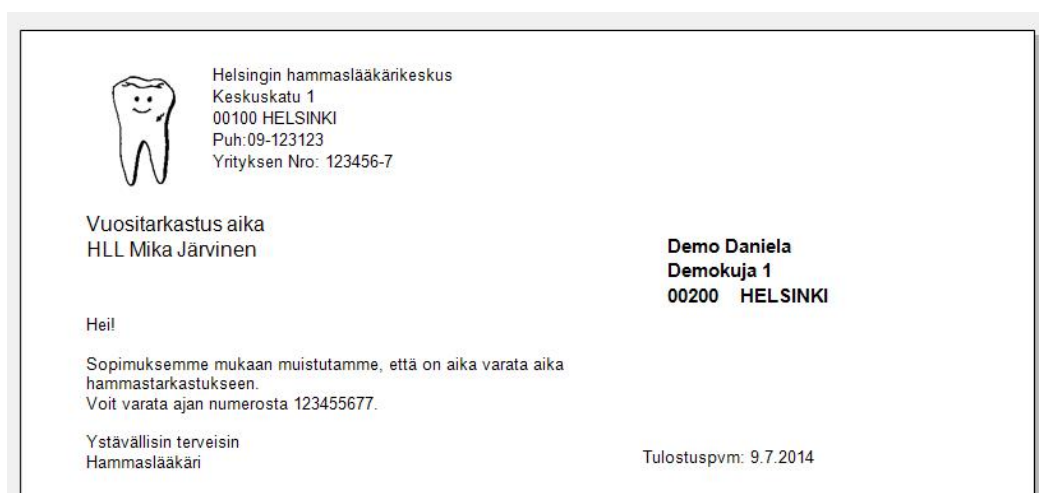 Helsingin hammaslääkärikeskus
Keskuskatu 1
00100 HELSINKI
Puh:09-123123
Yrityksen Nro: 123456-7
Vuositarkastus aika
HLL Mika Järvinen
Demo Daniela
Demokuja 1
00200 HELSINKI
Hei!
Sopimuksemme mukaan muistutamme, että on aika varata aika
hammastarkastukseen.
Voit varata ajan numerosta 123455677.
Ystävällisin terveisin
Hammaslääkäri
Tulostuspvm: 9.7.2014